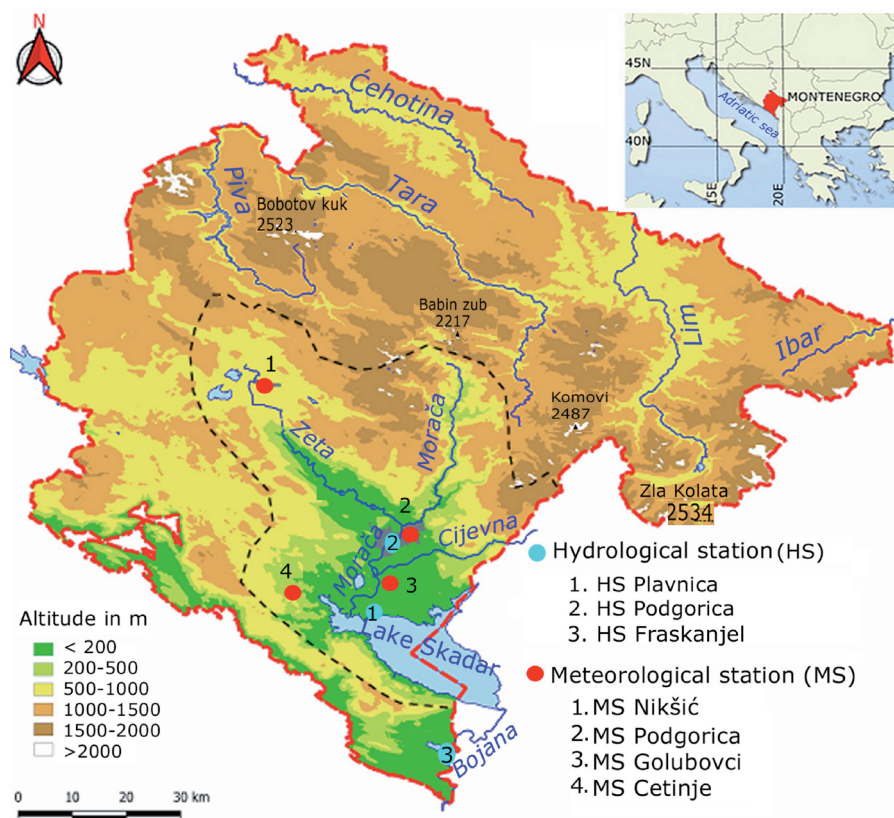 N
45N
40N
15E
20E
MONTENEGRO
Adriatic sea
Ćehotina
Piva
Tara
Bobotov kuk
2523
Babin zub
2217
Lim
Ibar
Komovi
2487
1
Zeta
Morača
Zla Kolata
2534
2
2
Cijevna
Morača
3
4
1
Lake Skadar
3
Bojana
Hydrological station (HS)
1. HS Plavnica
2. HS Podgorica
3. HS Fraskanjel
Meteorological station (MS)
1. MS Nikšić
2. MS Podgorica
3. MS Golubovci
4. MS Cetinje
Altitude in m
< 200
200-500
500-1000
1000-1500
1500-2000
>2000
0 10 20 30 km